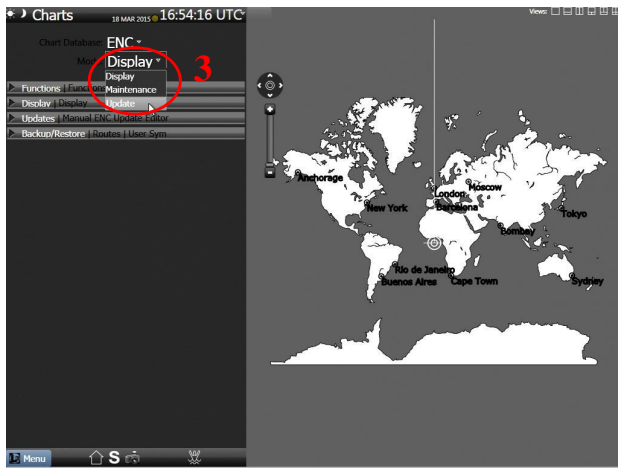 Charts 18 MAR 2015 16:54:16 UTC
Views:
Chart Database: ENC
Mode: Display
Display
Maintenance
Update
3
Functions | Functions
Display | Display
Updates | Manual ENC Update Editor
Backup/Restore | Routes | User Sym
Anchorage
Moscow
London
New York
Barcelona
Tokyo
Bombay
Rio de Janeiro
Buenos Aires
Cape Town
Sydney
Menu
S